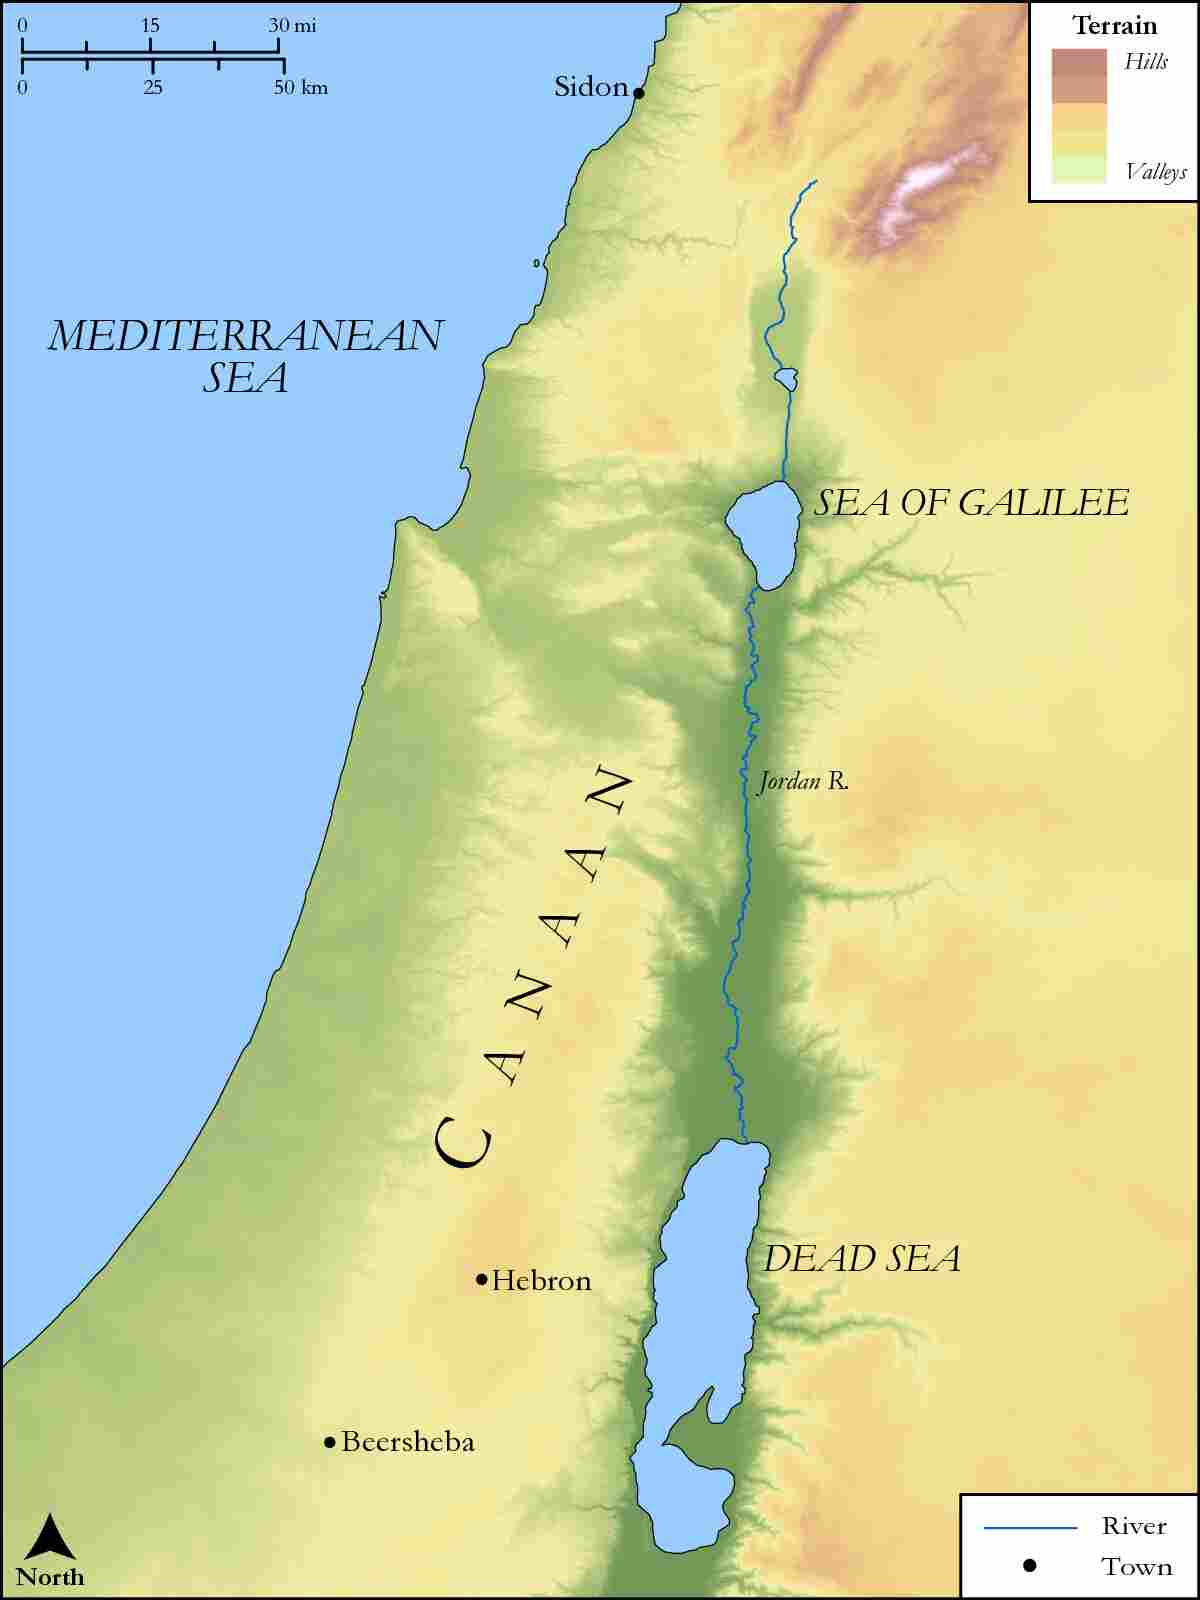 0 15 30 mi
0 25 50 km
Sidon
Terrain
Hills
Valleys
MEDITERRANEAN
SEA
SEA OF GALILEE
Jordan R.
CANAAN
DEAD SEA
Hebron
Beersheba
North
River
Town